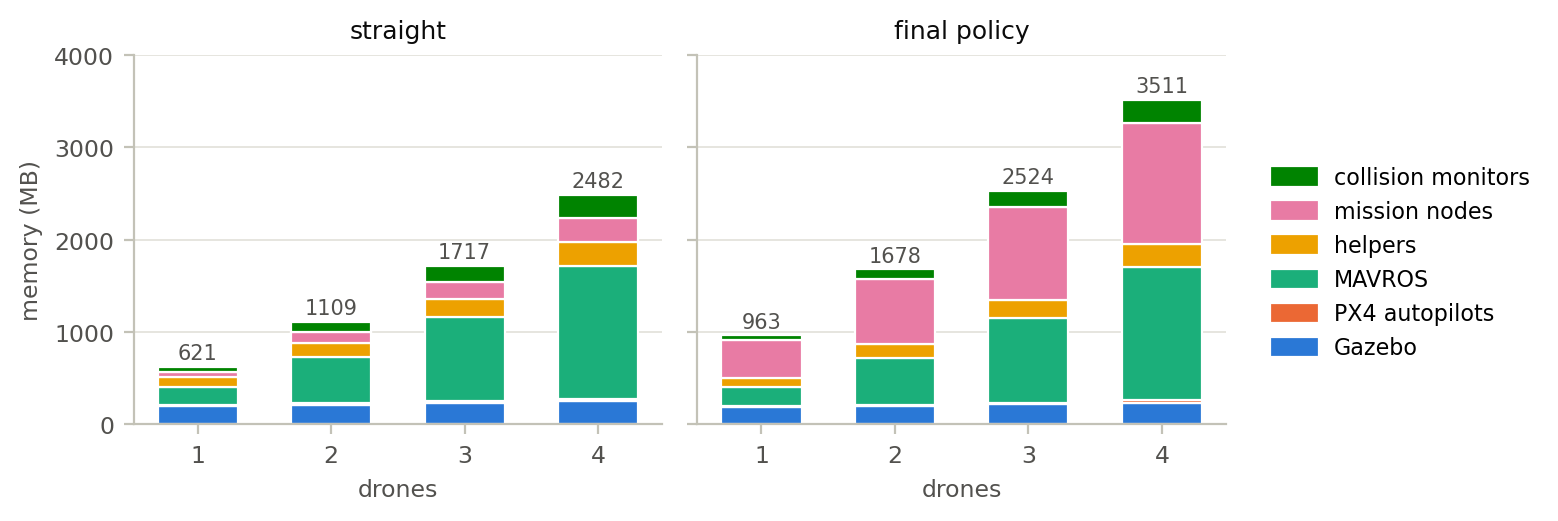 straight
final policy
4000
3000
2000
1000
0
memory (MB)
621
1109
1717
2482
963
1678
2524
3511
1 2 3 4
1 2 3 4
drones
drones
collision monitors
mission nodes
helpers
MAVROS
PX4 autopilots
Gazebo